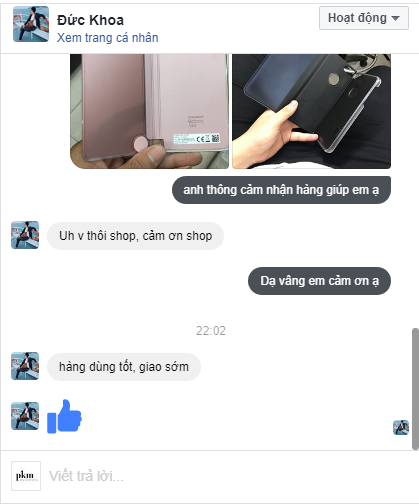 Đức Khoa
Hoạt động
Xem trang cá nhân
anh thông cảm nhận hàng giúp em ạ
Uh v thôi shop, cảm ơn shop
Dạ vâng em cảm ơn ạ
22:02
hàng dùng tốt, giao sớm
pkm
Viết trả lời...